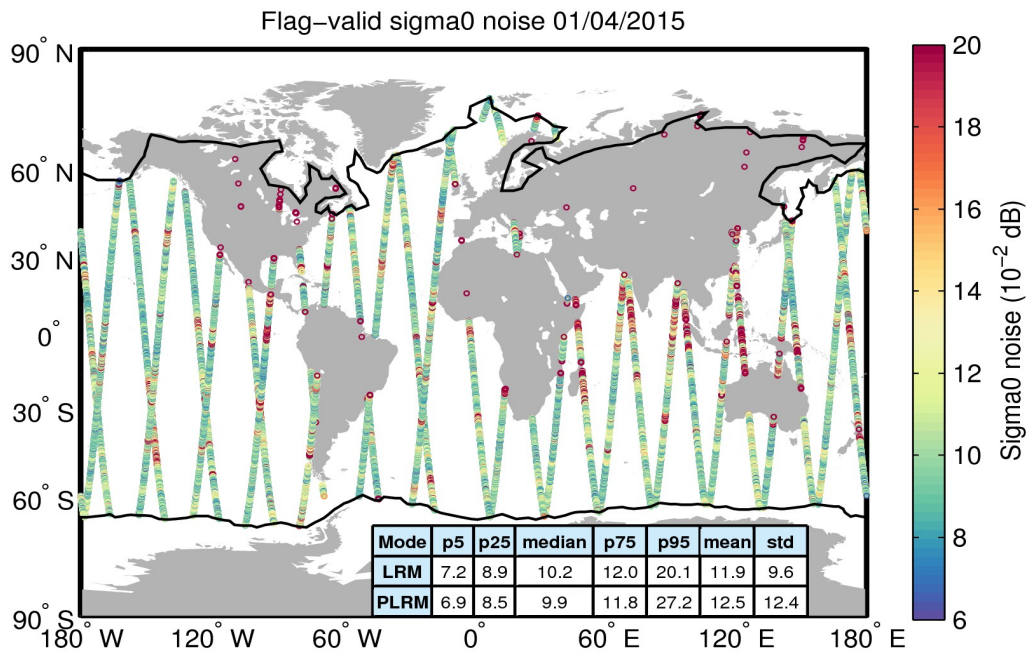 Flag−valid sigma0 noise 01/04/2015
90° N
60° N
30° N
0°
30° S
60° S
90° S
180° W 120° W 60° W 0° 60° E 120° E 180° E
Mode p5 p25 median p75 p95 mean std
LRM 7.2 8.9 10.2 12.0 20.1 11.9 9.6
PLRM 6.9 8.5 9.9 11.8 27.2 12.5 12.4
20
18
16
14
12
10
8
6
Sigma0 noise (10⁻² dB)